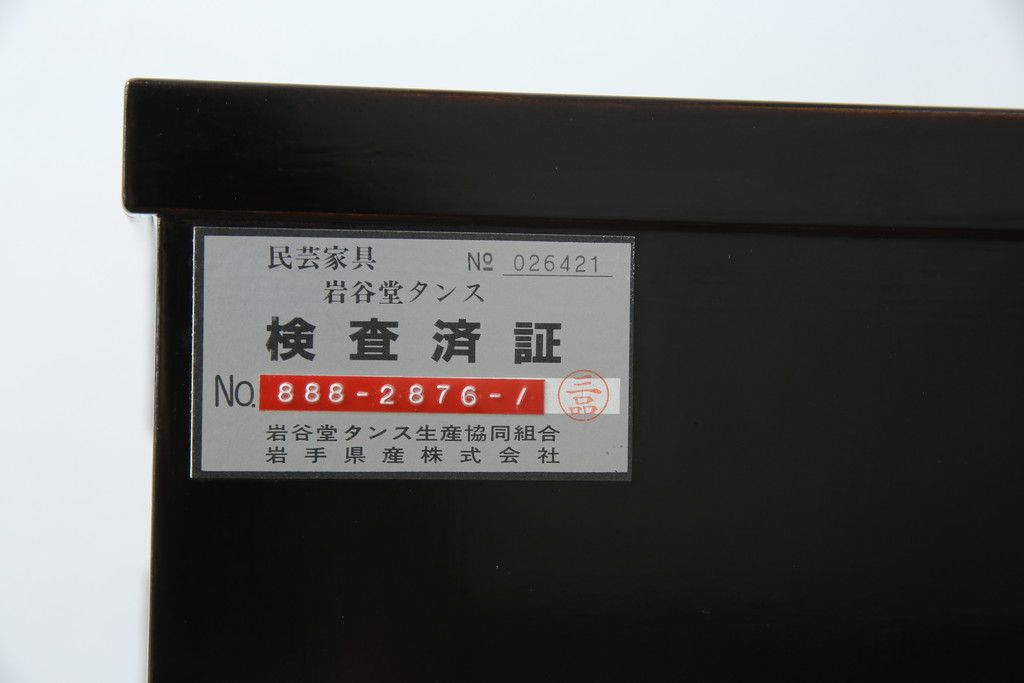 民芸家具 № 026421
岩谷堂タンス
検査済証
No. 888-2876-1
三品
岩谷堂タンス生産協同組合
岩手県産株式会社